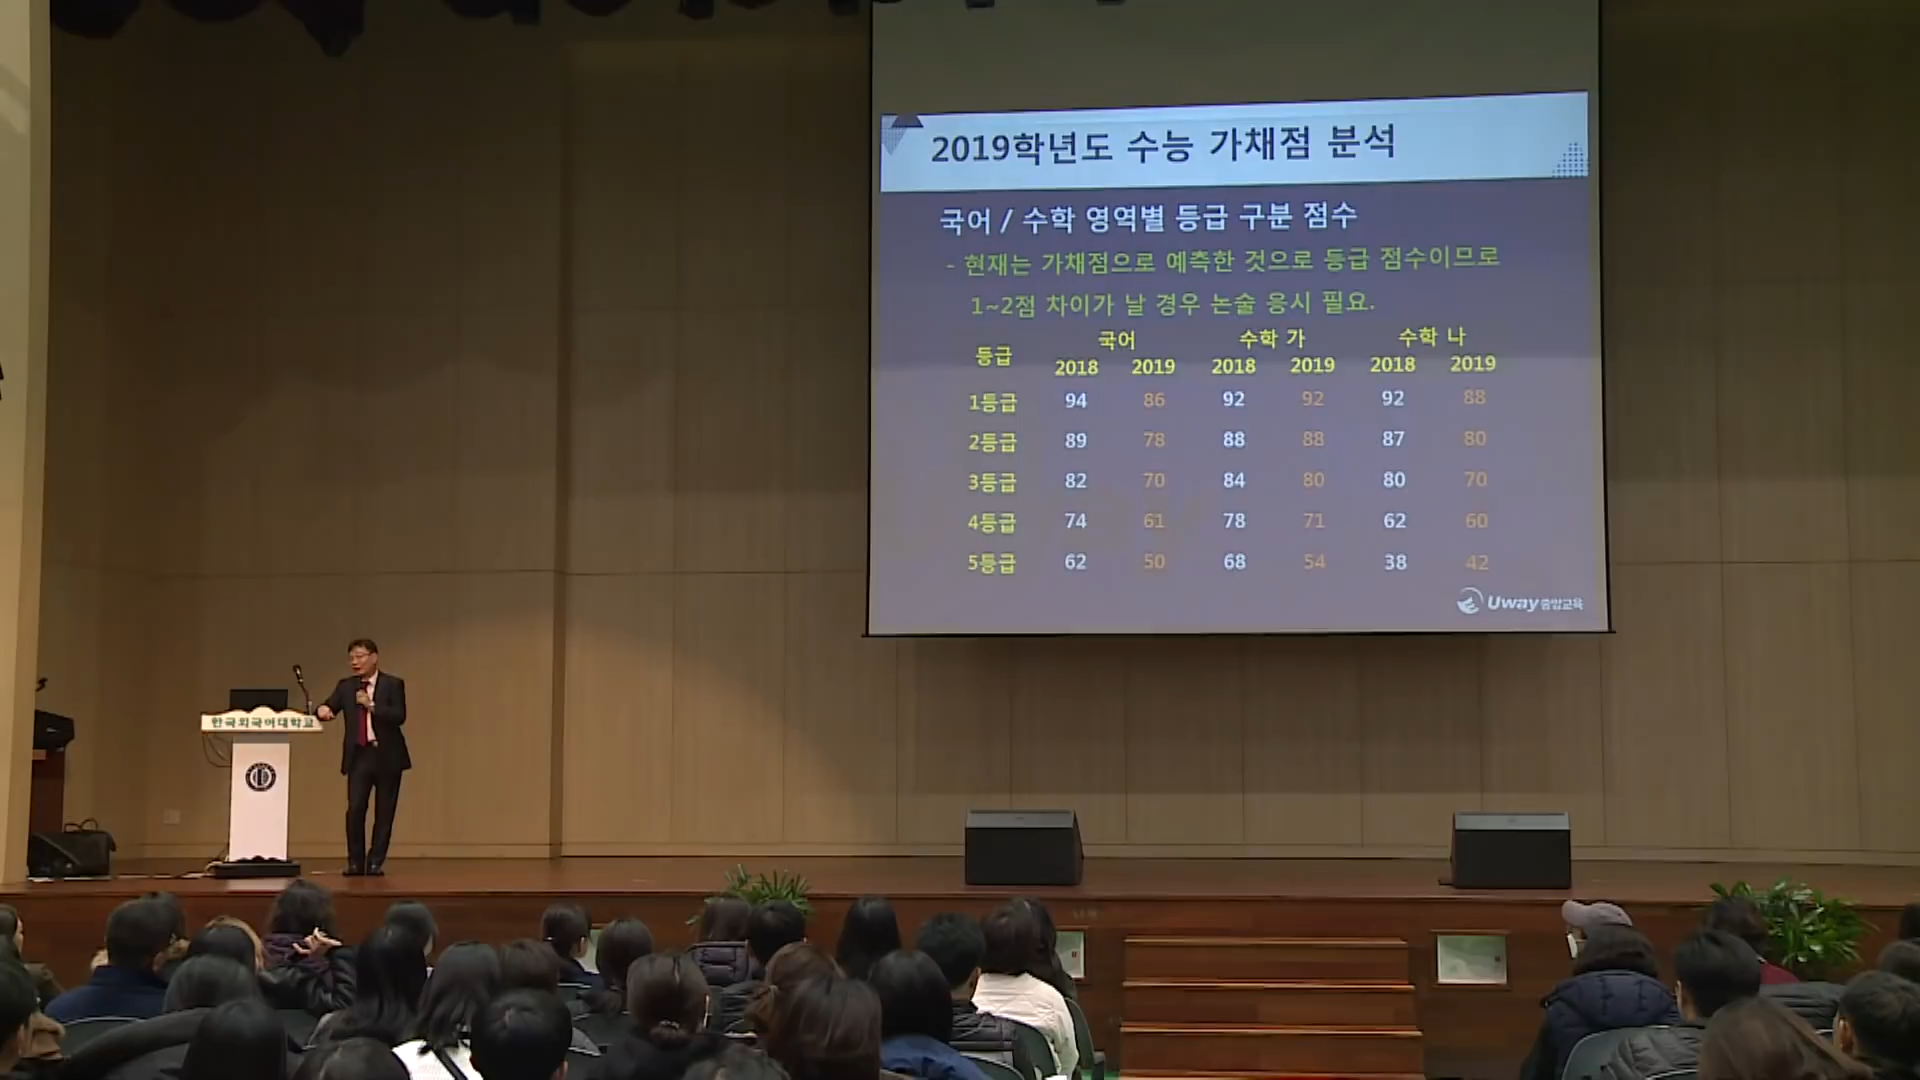 2019학년도 수능 가채점 분석
국어 / 수학 영역별 등급 구분 점수
- 현재는 가채점으로 예측한 것으로 등급 점수이므로
1~2점 차이가 날 경우 논술 응시 필요.
등급 국어 수학 가 수학 나
2018 2019 2018 2019 2018 2019
1등급 94 86 92 92 92 88
2등급 89 78 88 88 87 80
3등급 82 70 84 80 80 70
4등급 74 61 78 71 62 60
5등급 62 50 68 54 38 42
Uway중앙교육
한국외국어대학교